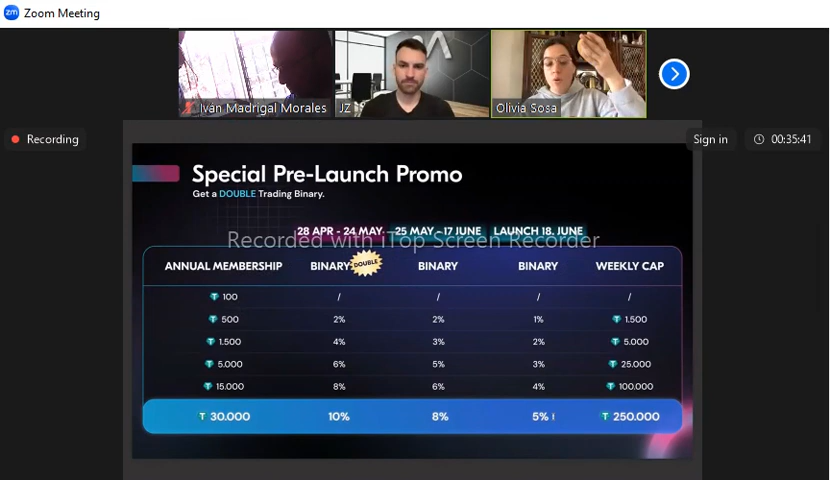 zm Zoom Meeting
Iván Madrigal Morales
JZ
Olivia Sosa
Recording
Sign in
00:35:41
Special Pre-Launch Promo
Get a DOUBLE Trading Binary.
28 APR - 24 MAY 25 MAY - 17 JUNE LAUNCH 18. JUNE
Recorded with iTop Screen Recorder
ANNUAL MEMBERSHIP BINARY DOUBLE BINARY BINARY WEEKLY CAP
T 100 / / / /
T 500 2% 2% 1% T 1.500
T 1.500 4% 3% 2% T 5.000
T 5.000 6% 5% 3% T 25.000
T 15.000 8% 6% 4% T 100.000
T 30.000 10% 8% 5% T 250.000